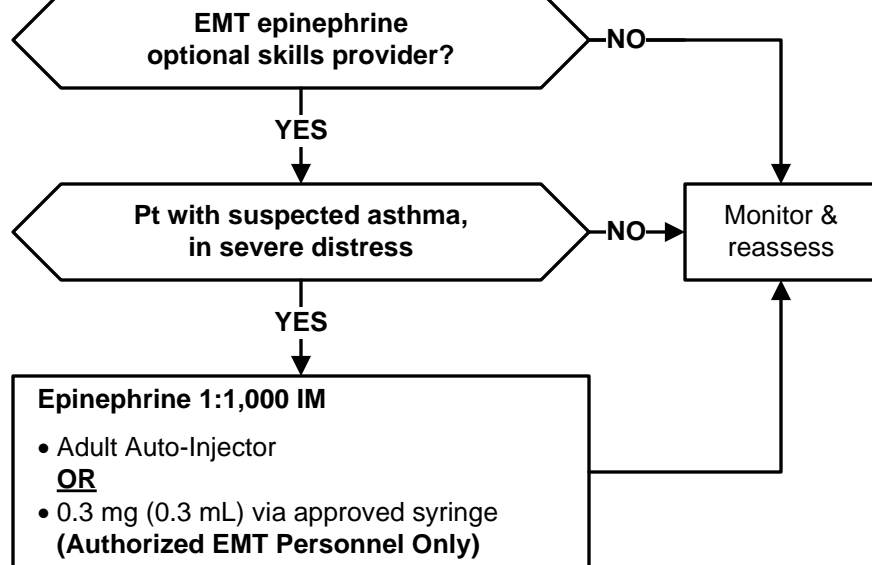 EMT epinephrine
optional skills provider?
NO
YES
Pt with suspected asthma,
in severe distress
NO
Monitor &
reassess
YES
Epinephrine 1:1,000 IM
• Adult Auto-Injector
OR
• 0.3 mg (0.3 mL) via approved syringe
(Authorized EMT Personnel Only)